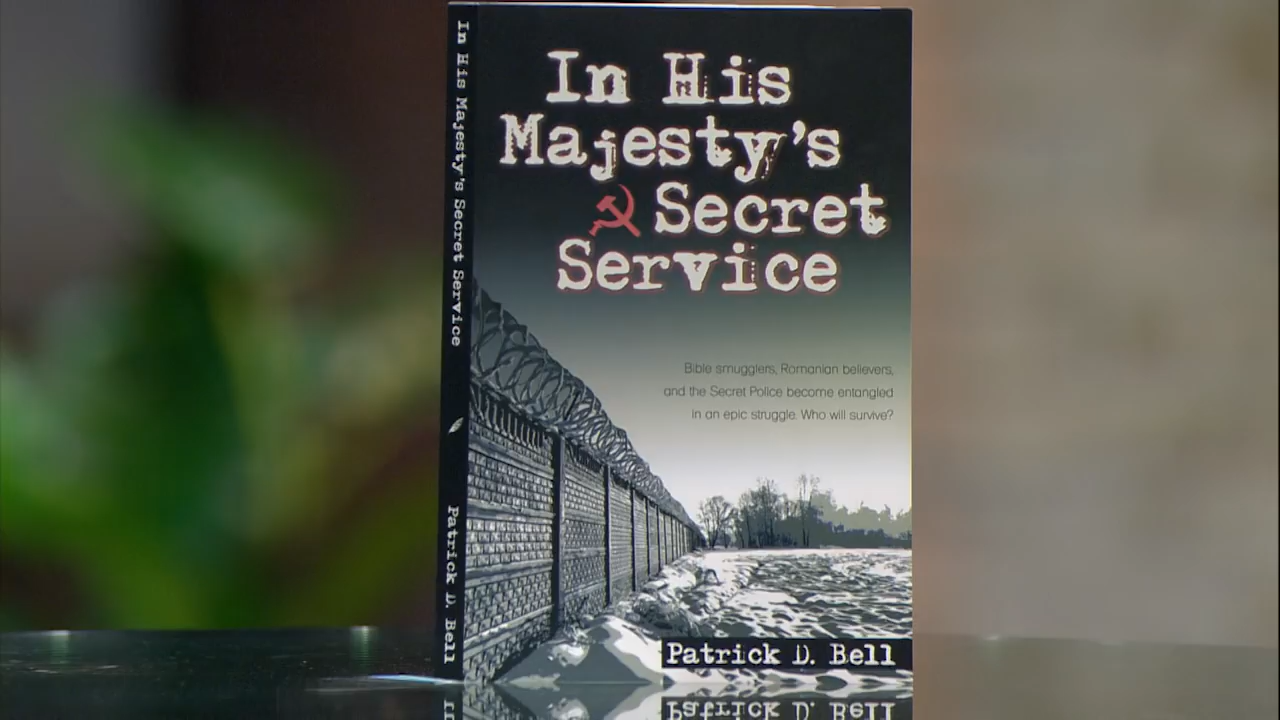 In His Majesty's Secret Service
Patrick D. Bell
In His
Majesty's
Secret
Service
Bible smugglers, Romanian believers,
and the Secret Police become entangled
in an epic struggle. Who will survive?
Patrick D. Bell